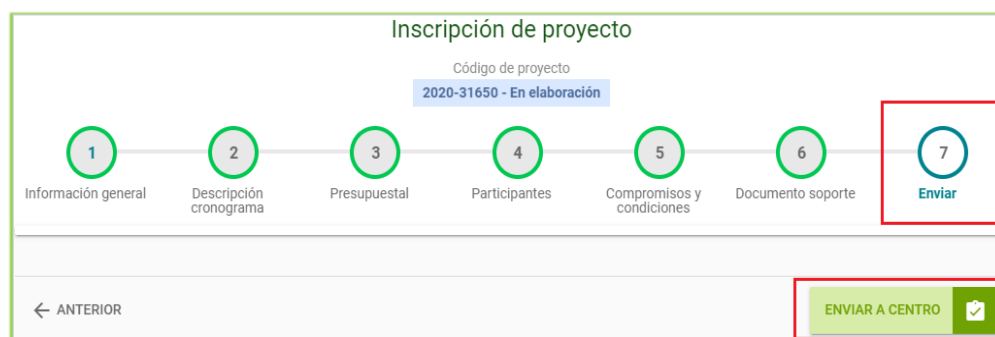 Inscripción de proyecto
Código de proyecto
2020-31650 - En elaboración
1
2
3
4
5
6
7
Información general
Descripción
cronograma
Presupuestal
Participantes
Compromisos y
condiciones
Documento soporte
Enviar
ANTERIOR
ENVIAR A CENTRO